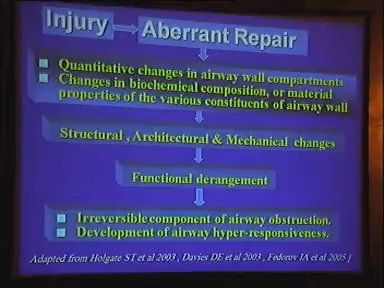 Injury Aberrant Repair
Quantitative changes in airway wall compartments
Changes in biochemical composition, or material
properties of the various constituents of airway wall
Structural , Architectural & Mechanical changes
Functional derangement
Irreversible component of airway obstruction.
Development of airway hyper-responsiveness.
Adapted from Holgate ST et al 2003 , Davies DE et al 2003 , Fedorov IA et al 2005 ]